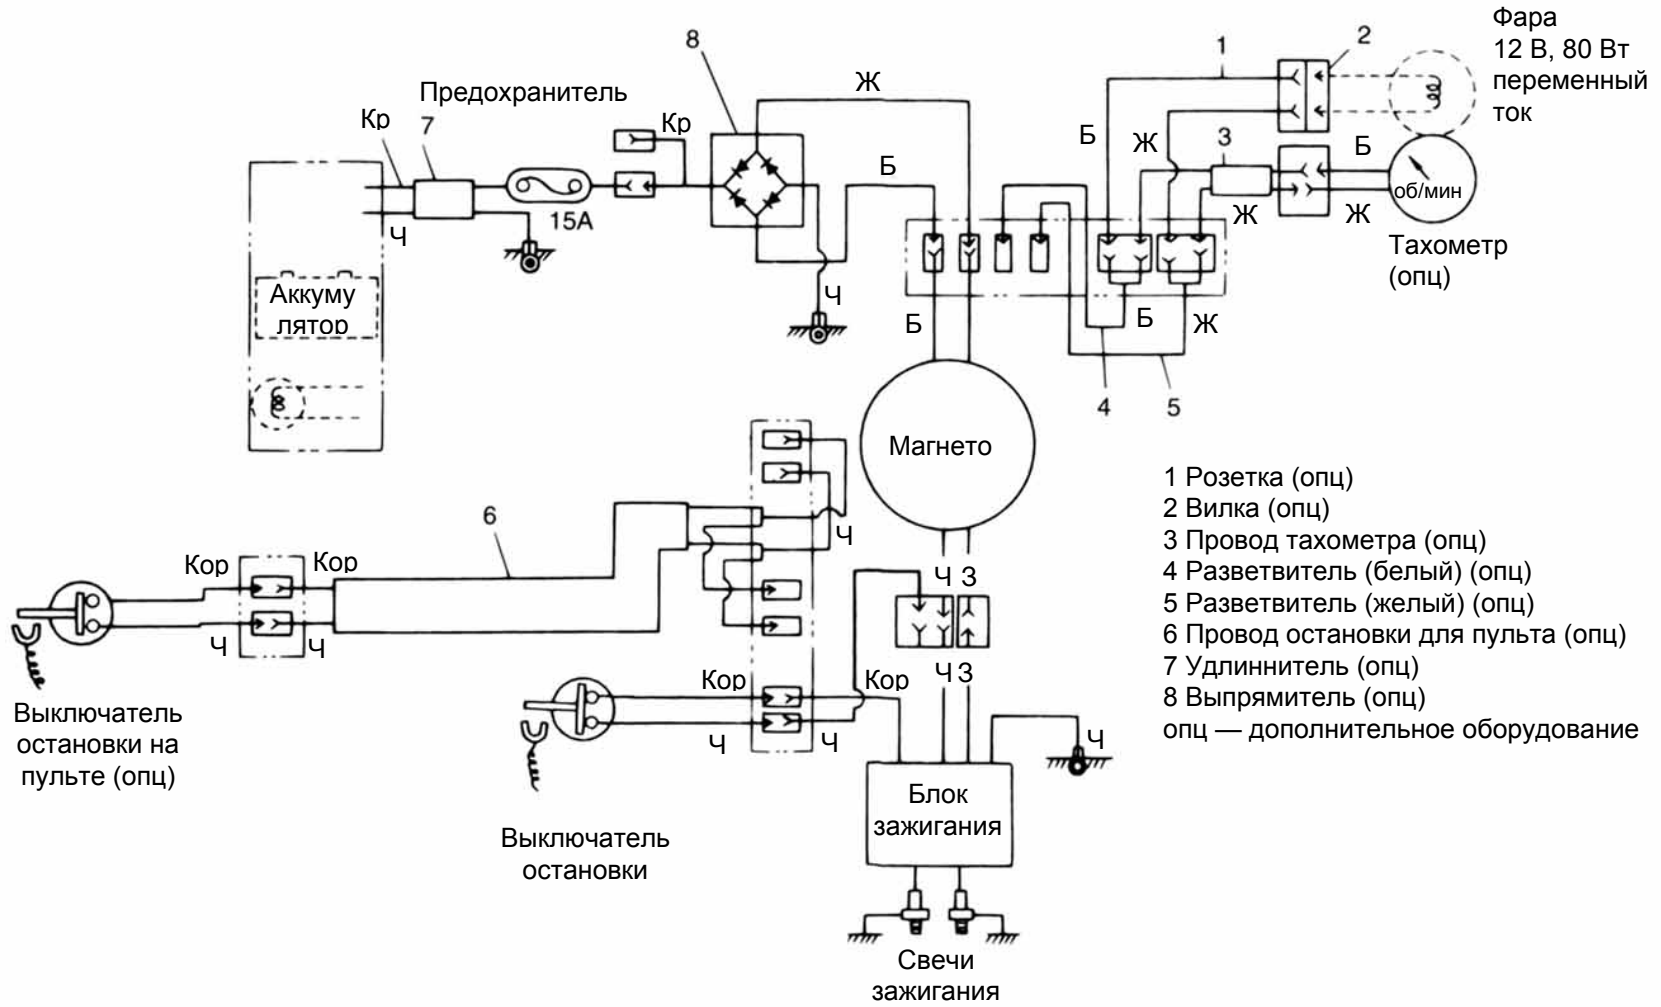 Фара
12 В, 80 Вт
переменный
ток
1
2
8
Предохранитель
Ж
Кр
7
Кр
Б
Ж
3
Б
Б
об/мин
15А
Ч
Ж
Ж
Тахометр
(опц)
Аккуму
лятор
Ч
Б
Б
Ж
4
5
Магнето
1 Розетка (опц)
2 Вилка (опц)
3 Провод тахометра (опц)
4 Разветвитель (белый) (опц)
5 Разветвитель (желый) (опц)
6 Провод остановки для пульта (опц)
7 Удлиннитель (опц)
8 Выпрямитель (опц)
опц — дополнительное оборудование
6
Ч
Кор
Кор
Ч З
Ч
Ч
Ч З
Кор
Кор
Выключатель
остановки на
пульте (опц)
Ч
Ч
Ч
Блок
зажигания
Выключатель
остановки
Свечи
зажигания